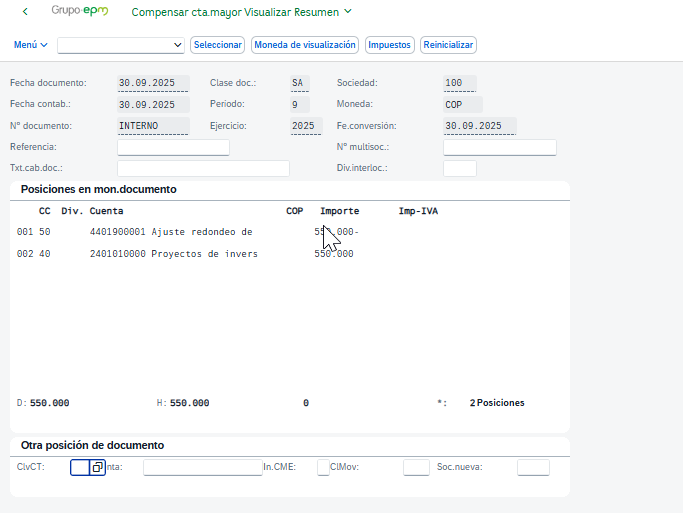 Grupo·epm Compensar cta.mayor Visualizar Resumen
Menú Seleccionar Moneda de visualización Impuestos Reinicializar
Fecha documento: 30.09.2025 Clase doc.: SA Sociedad: 100
Fecha contab.: 30.09.2025 Período: 9 Moneda: COP
Nº documento: INTERNO Ejercicio: 2025 Fe.conversión: 30.09.2025
Referencia: Nº multisoc.:
Txt.cab.doc.: Div.interloc.:
Posiciones en mon.documento
CC Div. Cuenta COP Importe Imp-IVA
001 50 4401900001 Ajuste redondeo de 550.000-
002 40 2401010000 Proyectos de invers 550.000
D: 550.000 H: 550.000 0 *: 2 Posiciones
Otra posición de documento
ClvCT: nta: In.CME: ClMov: Soc.nueva: